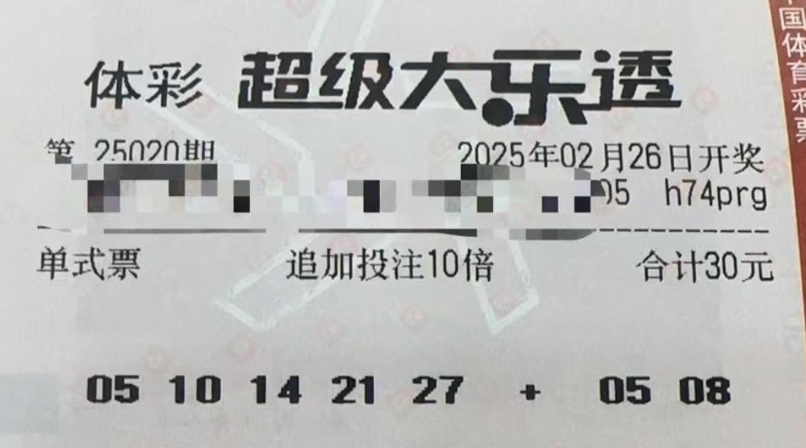 体彩 超级大乐透
第 25020期 2025年02月26日开奖
05 h74prg
单式票 追加投注10倍 合计30元
05 10 14 21 27 + 05 08
中国体育彩票